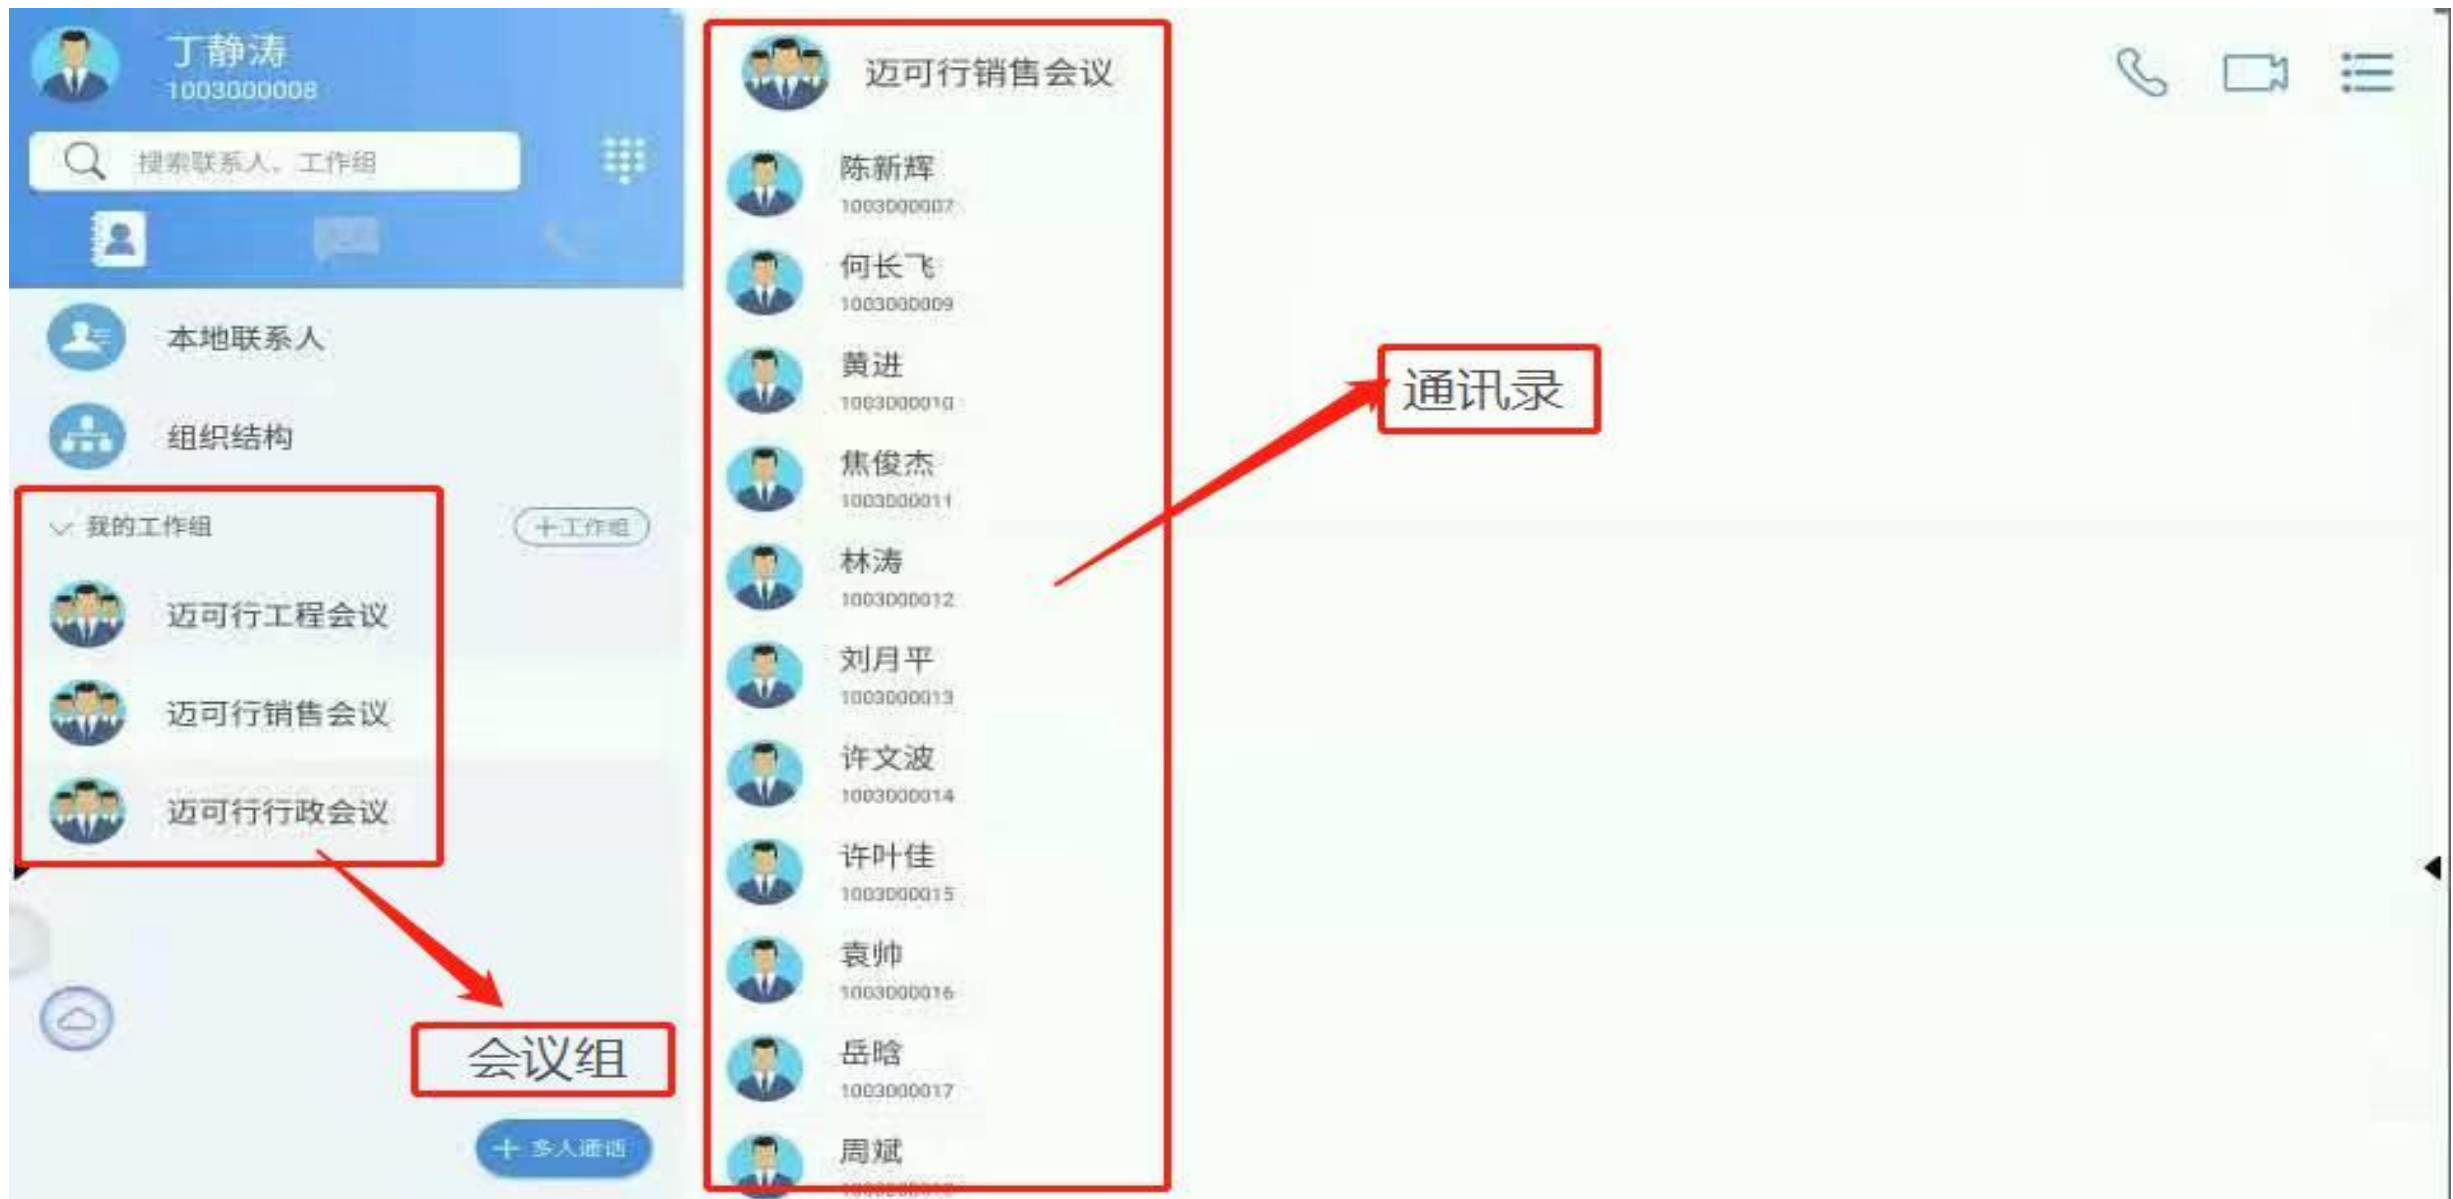 丁静涛
1003000008
搜索联系人、工作组
本地联系人
组织结构
我的工作组
+工作组
迈可行工程会议
迈可行销售会议
迈可行行政会议
会议组
+ 多人通话
迈可行销售会议
陈新辉
1003000007
何长飞
1003000009
黄进
1003000010
焦俊杰
1003000011
林涛
1003000012
刘月平
1003000013
许文波
1003000014
许叶佳
1003000015
袁帅
1003000016
岳晗
1003000017
周斌
通讯录